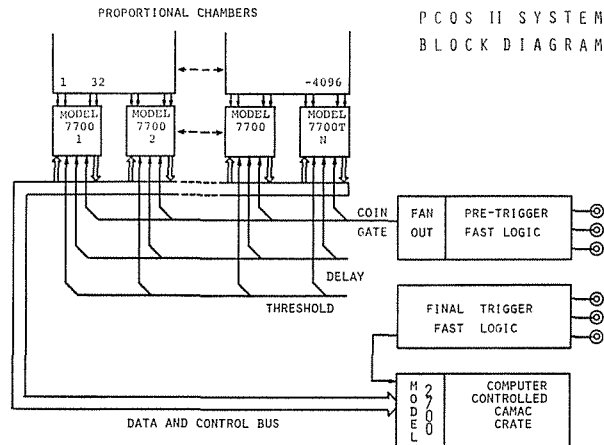 PROPORTIONAL CHAMBERS
PCOS II SYSTEM
BLOCK DIAGRAM
1 32
-4096
MODEL
7700
1
MODEL
7700
2
MODEL
7700
MODEL
7700T
N
COIN
GATE
FAN
OUT
PRE-TRIGGER
FAST LOGIC
DELAY
THRESHOLD
FINAL TRIGGER
FAST LOGIC
MODEL
2700
COMPUTER
CONTROLLED
CAMAC
CRATE
DATA AND CONTROL BUS